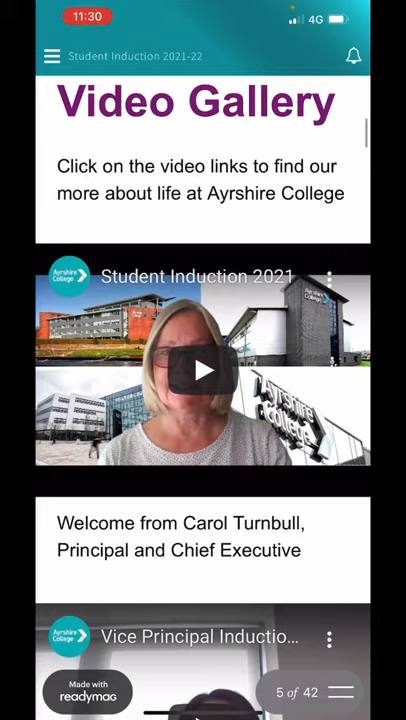 11:30
4G
Student Induction 2021-22
Video Gallery
Click on the video links to find our
more about life at Ayrshire College
Ayrshire
College
Student Induction 2021
Ayrshire
College
Ayrshire
College
Welcome from Carol Turnbull,
Principal and Chief Executive
Ayrshire
College
Vice Principal Inductio...
Made with
readymag
5 of 42